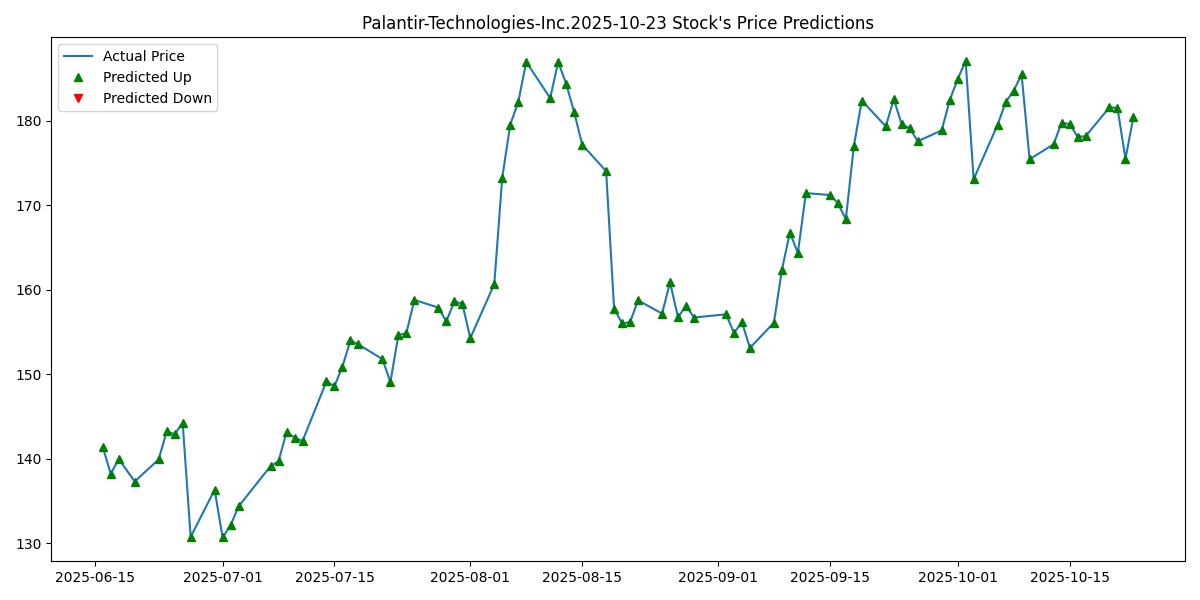 Palantir-Technologies-Inc.2025-10-23 Stock's Price Predictions
Actual Price
Predicted Up
Predicted Down
180
170
160
150
140
130
2025-06-15 2025-07-01 2025-07-15 2025-08-01 2025-08-15 2025-09-01 2025-09-15 2025-10-01 2025-10-15